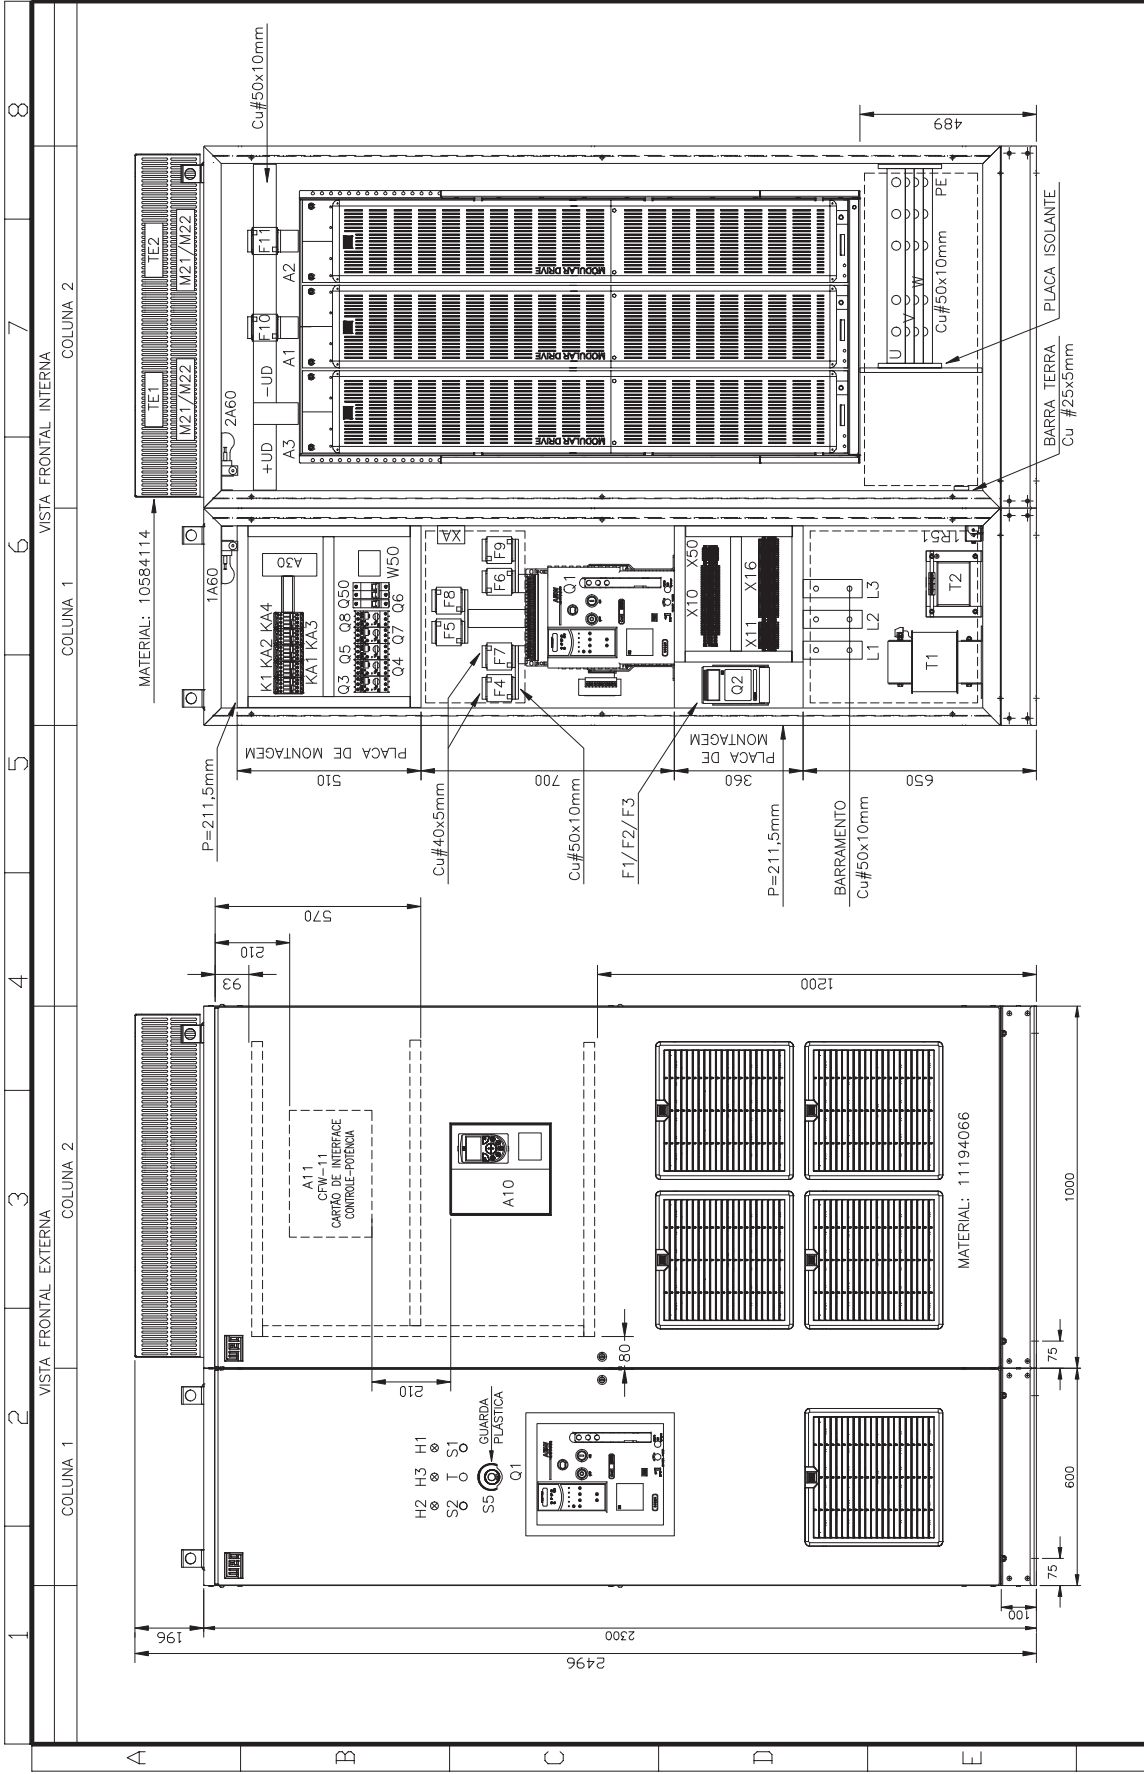 1 2 3 4 5 6 7 8
A
B
C
D
E
VISTA FRONTAL EXTERNA
COLUNA 1
COLUNA 2
H2 H3 H1
S2 T S1
S5
GUARDA
PLÁSTICA
Q1
A11
CFW-11
CARTÃO DE INTERFACE
CONTROLE-POTÊNCIA
A10
MATERIAL: 11194066
196
2300
2496
100
75
600
75
1000
80
210
93
210
570
1200
VISTA FRONTAL INTERNA
COLUNA 1
COLUNA 2
MATERIAL: 10584114
TE1
TE2
M21/M22
M21/M22
1A60
2A60
P=211,5mm
PLACA DE MONTAGEM
510
K1 KA2 KA4
KA1 KA3
A30
Q3 Q5 Q8 Q50
Q4 Q7 Q6
W50
Cu#40x5mm
700
XA
F5 F8
F4 F7 F6 F9
Q1
Cu#50x10mm
F1/F2/F3
PLACA DE
MONTAGEM
360
Q2
X10 X50
X11 X16
P=211,5mm
BARRAMENTO
Cu#50x10mm
650
L1 L2 L3
T1
T2
1R51
Cu#50x10mm
+UD -UD
F10 F11
A3 A1 A2
MODULAR DRIVE
MODULAR DRIVE
MODULAR DRIVE
489
U V W
PE
Cu#50x10mm
PLACA ISOLANTE
BARRA TERRA
Cu #25x5mm